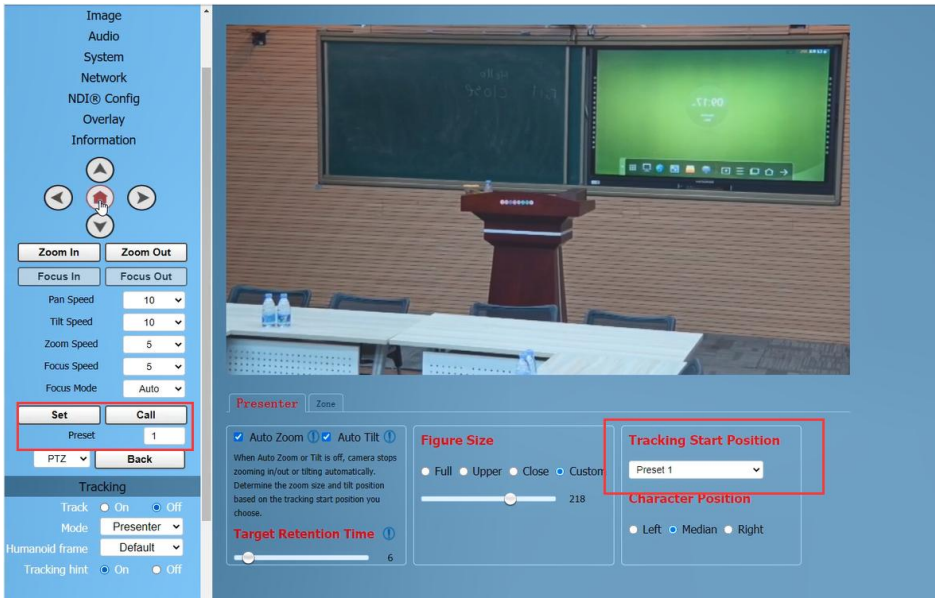 Image
Audio
System
Network
NDI® Config
Overlay
Information
Zoom In Zoom Out
Focus In Focus Out
Pan Speed 10
Tilt Speed 10
Zoom Speed 5
Focus Speed 5
Focus Mode Auto
Set Call
Preset 1
PTZ Back
Tracking
Track On Off
Mode Presenter
Humanoid frame Default
Tracking hint On Off
close
09:17
Presenter Zone
Auto Zoom Auto Tilt
When Auto Zoom or Tilt is off, camera stops
zooming in/out or tilting automatically.
Determine the zoom size and tilt position
based on the tracking start position you
choose.
Target Retention Time
6
Figure Size
Full Upper Close Custom
218
Tracking Start Position
Preset 1
Character Position
Left Median Right